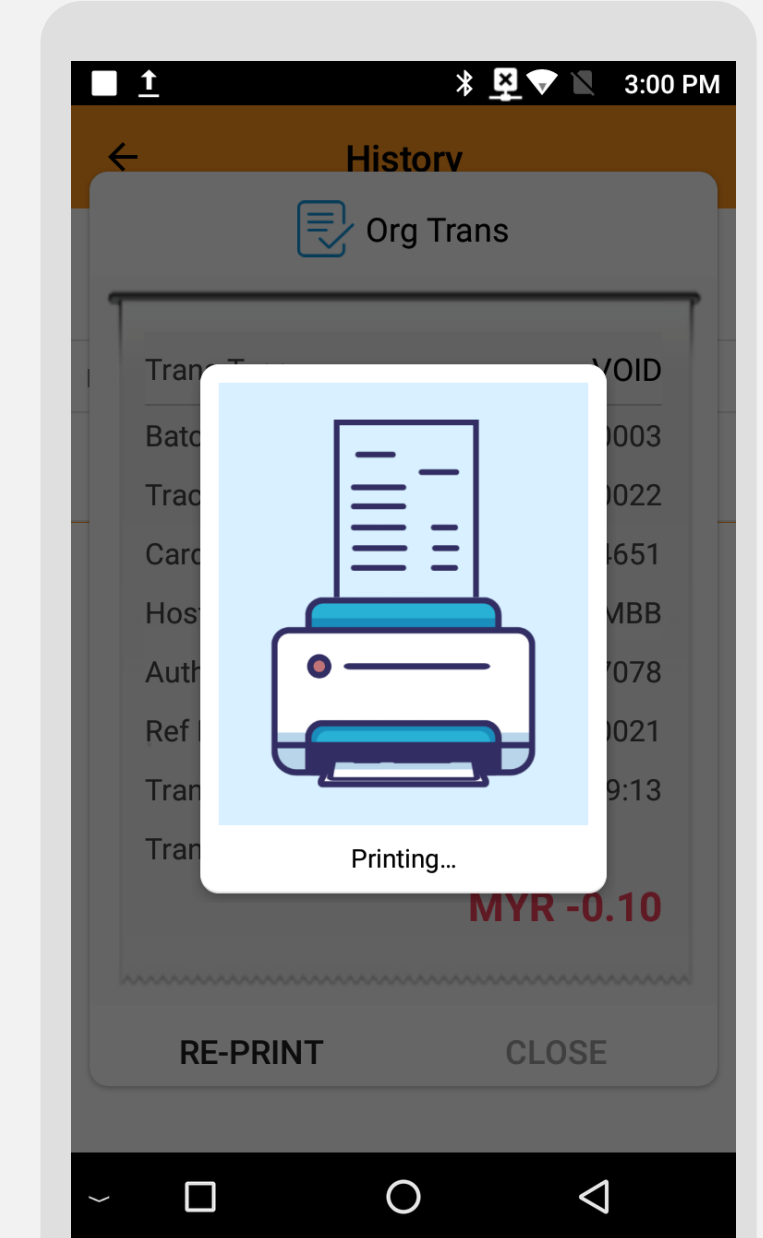 3:00 PM
History
Org Trans
VOID
0003
0022
4651
MBB
7078
Ref
0021
9:13
Printing...
MYR -0.10
RE-PRINT
CLOSE